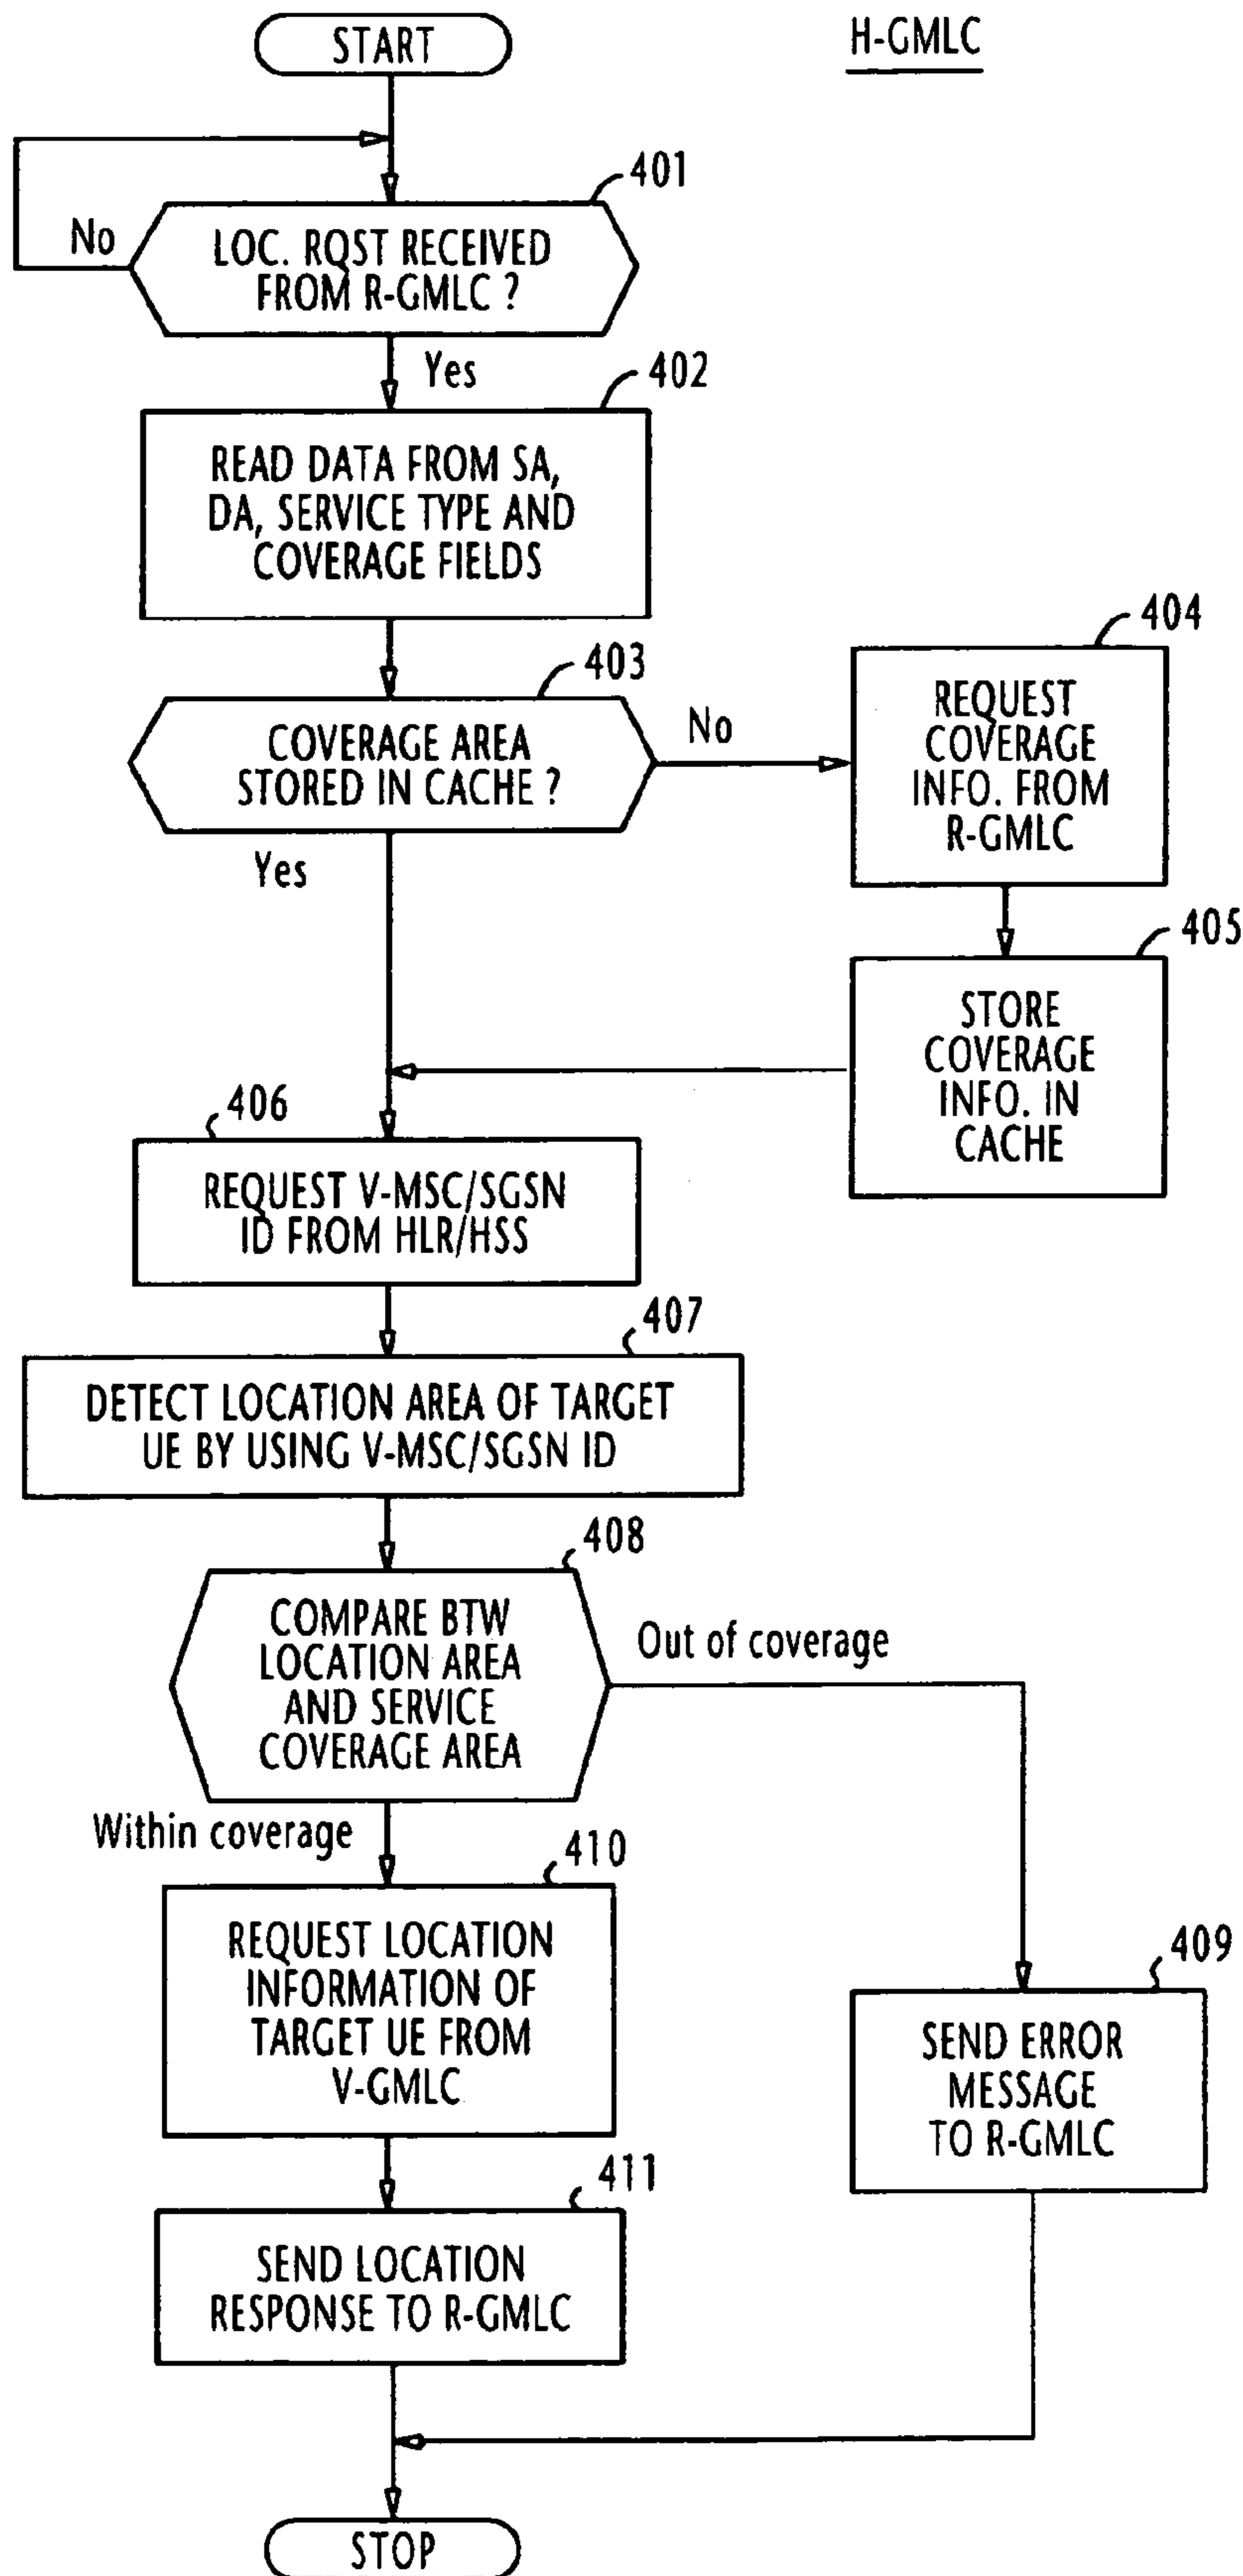 START
H-GMLC
401
No
LOC. RQST RECEIVED
FROM R-GMLC ?
Yes
402
READ DATA FROM SA,
DA, SERVICE TYPE AND
COVERAGE FIELDS
403
COVERAGE AREA
STORED IN CACHE ?
No
404
REQUEST
COVERAGE
INFO. FROM
R-GMLC
Yes
405
STORE
COVERAGE
INFO. IN
CACHE
406
REQUEST V-MSC/SGSN
ID FROM HLR/HSS
407
DETECT LOCATION AREA OF TARGET
UE BY USING V-MSC/SGSN ID
408
COMPARE BTW
LOCATION AREA
AND SERVICE
COVERAGE AREA
Out of coverage
Within coverage
410
REQUEST LOCATION
INFORMATION OF
TARGET UE FROM
V-GMLC
409
SEND ERROR
MESSAGE
TO R-GMLC
411
SEND LOCATION
RESPONSE TO R-GMLC
STOP